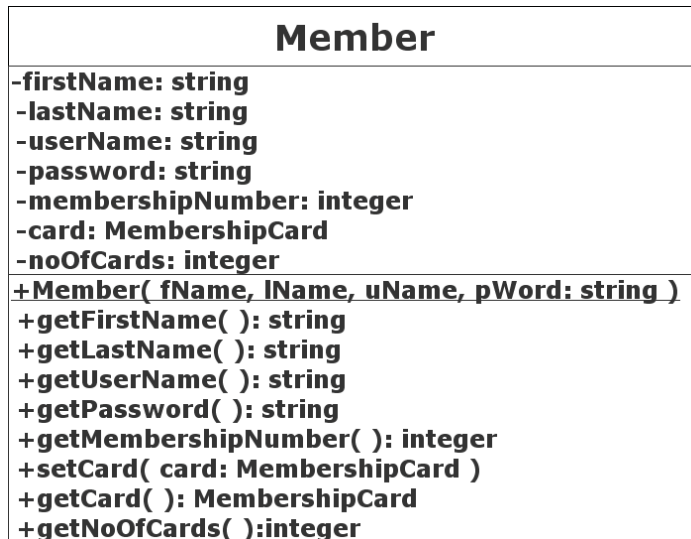 Member
-firstName: string
-lastName: string
-userName: string
-password: string
-membershipNumber: integer
-card: MembershipCard
-noOfCards: integer
+Member( fName, lName, uName, pWord: string )
+getFirstName( ): string
+getLastName( ): string
+getUserName( ): string
+getPassword( ): string
+getMembershipNumber( ): integer
+setCard( card: MembershipCard )
+getCard( ): MembershipCard
+getNoOfCards( ):integer